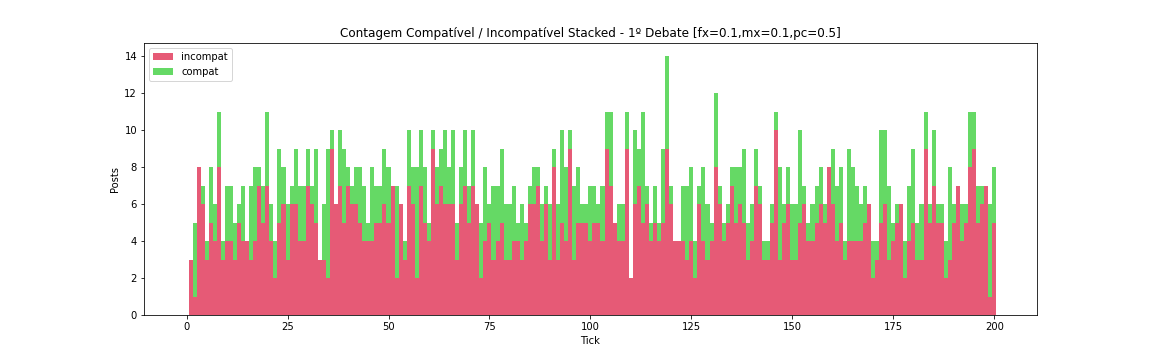 Contagem Compatível / Incompatível Stacked - 1º Debate [fx=0.1,mx=0.1,pc=0.5]
incompat
compat
14
12
10
8
6
4
2
0
Posts
0 25 50 75 100 125 150 175 200
Tick